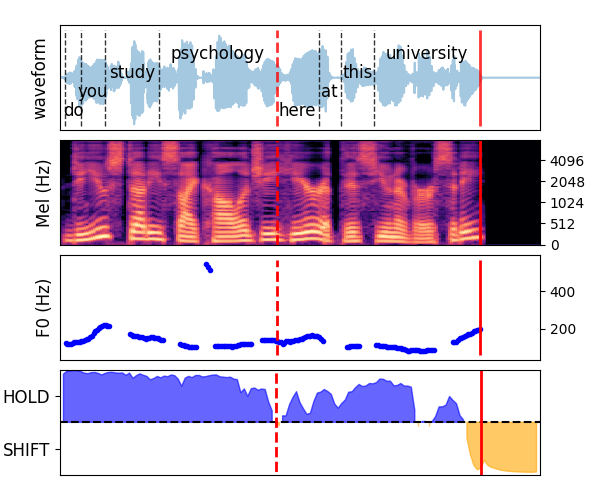 waveform
do
you
study
psychology
here
at
this
university
Mel (Hz)
4096
2048
1024
512
0
F0 (Hz)
400
200
HOLD
SHIFT